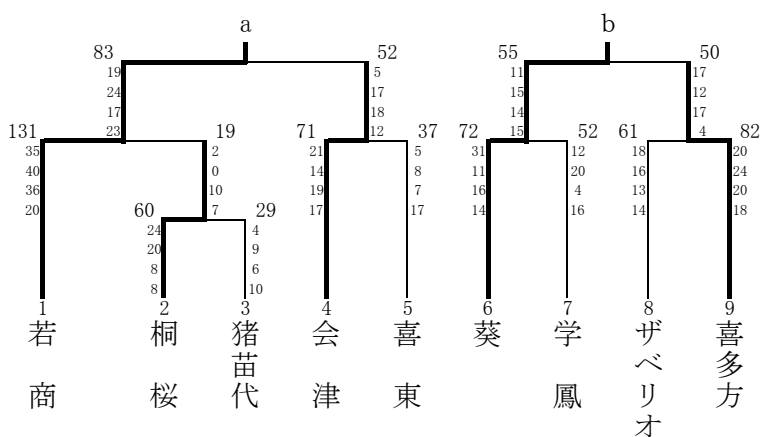 a b
83 52 55 50
19 5 11 17
24 17 15 12
17 18 14 17
23 12 15 4
131 19 71 37 72 52 61 82
35 2 21 5 31 12 18 20
40 0 14 8 11 20 16 24
36 10 19 7 16 4 13 20
20 7 17 17 14 16 14 18
60 29
24 4
20 9
8 6
8 10
1 2 3 4 5 6 7 8 9
若商
桐桜
猪苗代
会津
喜東
葵
学鳳
ザベリオ
喜多方